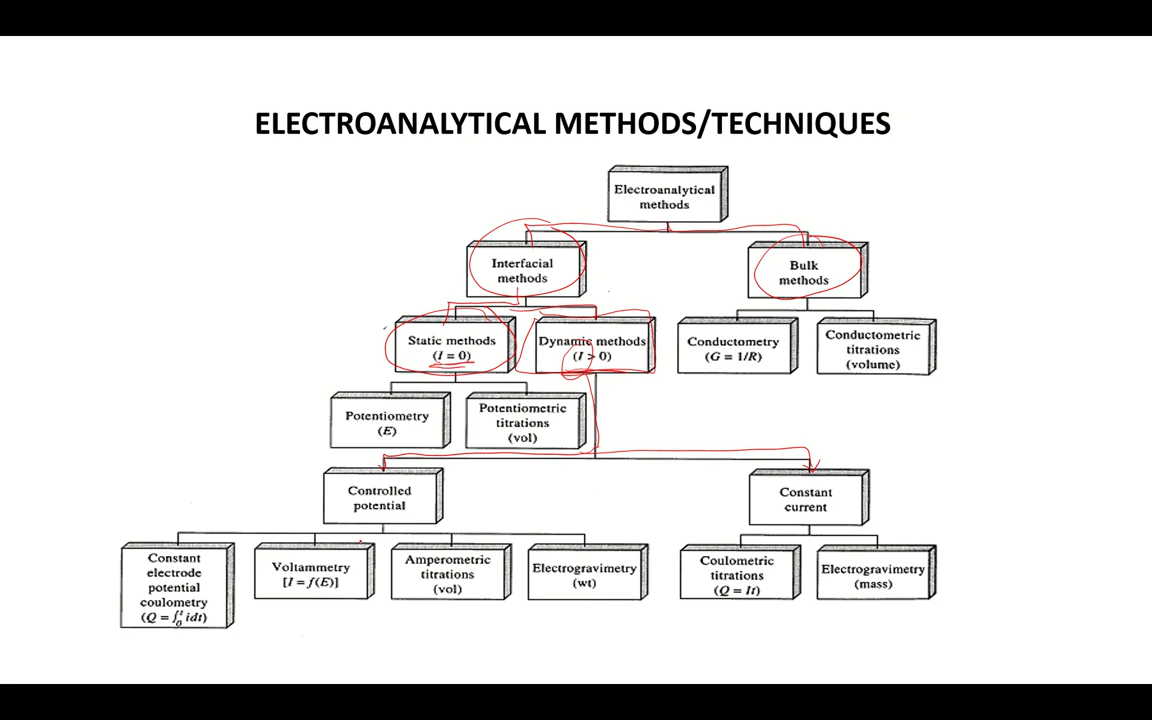 ELECTROANALYTICAL METHODS/TECHNIQUES
Electroanalytical
methods
Interfacial
methods
Bulk
methods
Static methods
(I = 0)
Dynamic methods
(I > 0)
Conductometry
(G = 1/R)
Conductometric
titrations
(volume)
Potentiometry
(E)
Potentiometric
titrations
(vol)
Controlled
potential
Constant
current
Constant
electrode
potential
coulometry
(Q = ∫₀ᵗ idt)
Voltammetry
[I = f(E)]
Amperometric
titrations
(vol)
Electrogravimetry
(wt)
Coulometric
titrations
(Q = It)
Electrogravimetry
(mass)